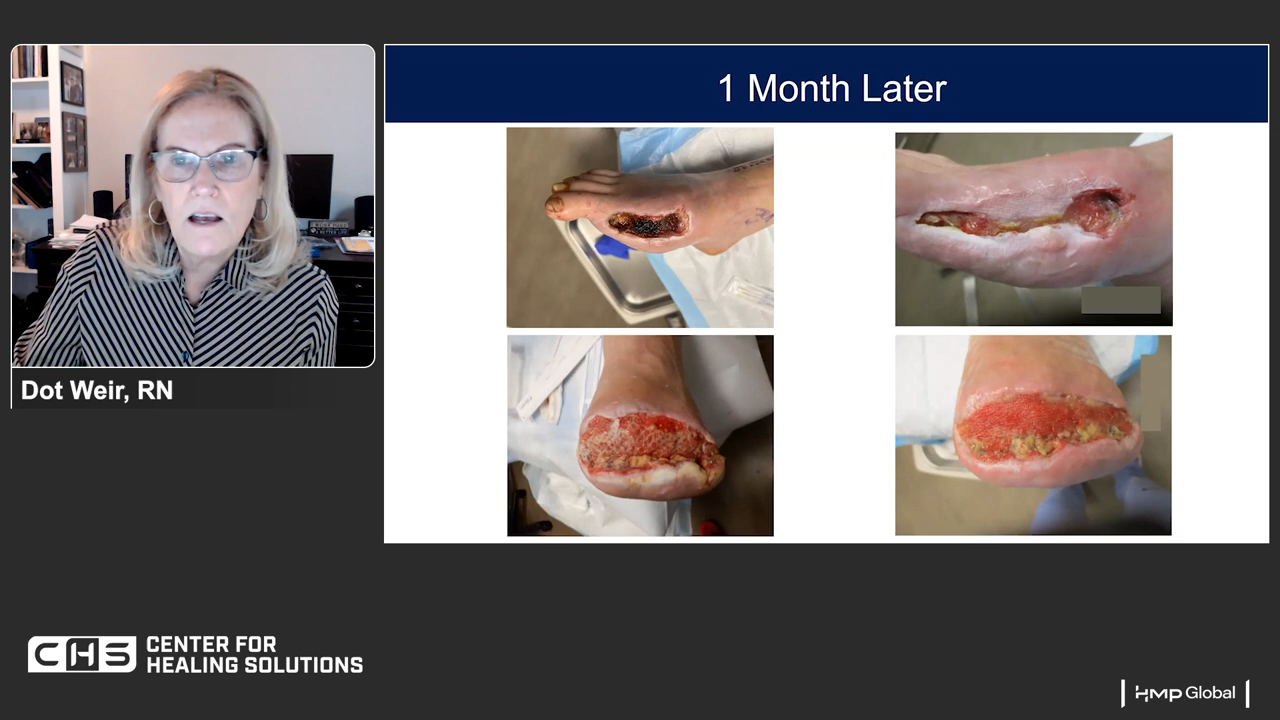 1 Month Later
Dot Weir, RN
CHS
CENTER FOR
HEALING SOLUTIONS
HMP Global